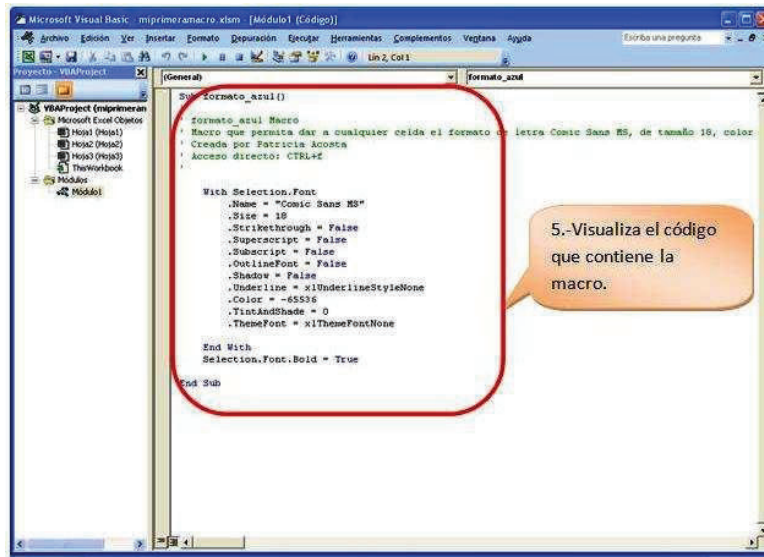 Microsoft Visual Basic - miprimeramacro.xlsm - [Módulo1 (Código)]
Archivo Edición Ver Insertar Formato Depuración Ejecutar Herramientas Complementos Ventana Ayuda
Escriba una pregunta
Lín 2, Col 1
Proyecto - VBAProject
(General)
formato_azul
VBAProject (miprimeran
Microsoft Excel Objetos
Hoja1 (Hoja1)
Hoja2 (Hoja2)
Hoja3 (Hoja3)
ThisWorkbook
Módulos
Módulo1
Sub formato_azul()
'
' formato_azul Macro
' Macro que permita dar a cualquier celda el formato de letra Comic Sans MS, de tamaño 18, color
' Creada por Patricia Acosta
' Acceso directo: CTRL+f
'
With Selection.Font
.Name = "Comic Sans MS"
.Size = 18
.Strikethrough = False
.Superscript = False
.Subscript = False
.OutlineFont = False
.Shadow = False
.Underline = xlUnderlineStyleNone
.Color = -65536
.TintAndShade = 0
.ThemeFont = xlThemeFontNone
End With
Selection.Font.Bold = True
End Sub
5.-Visualiza el código
que contiene la
macro.